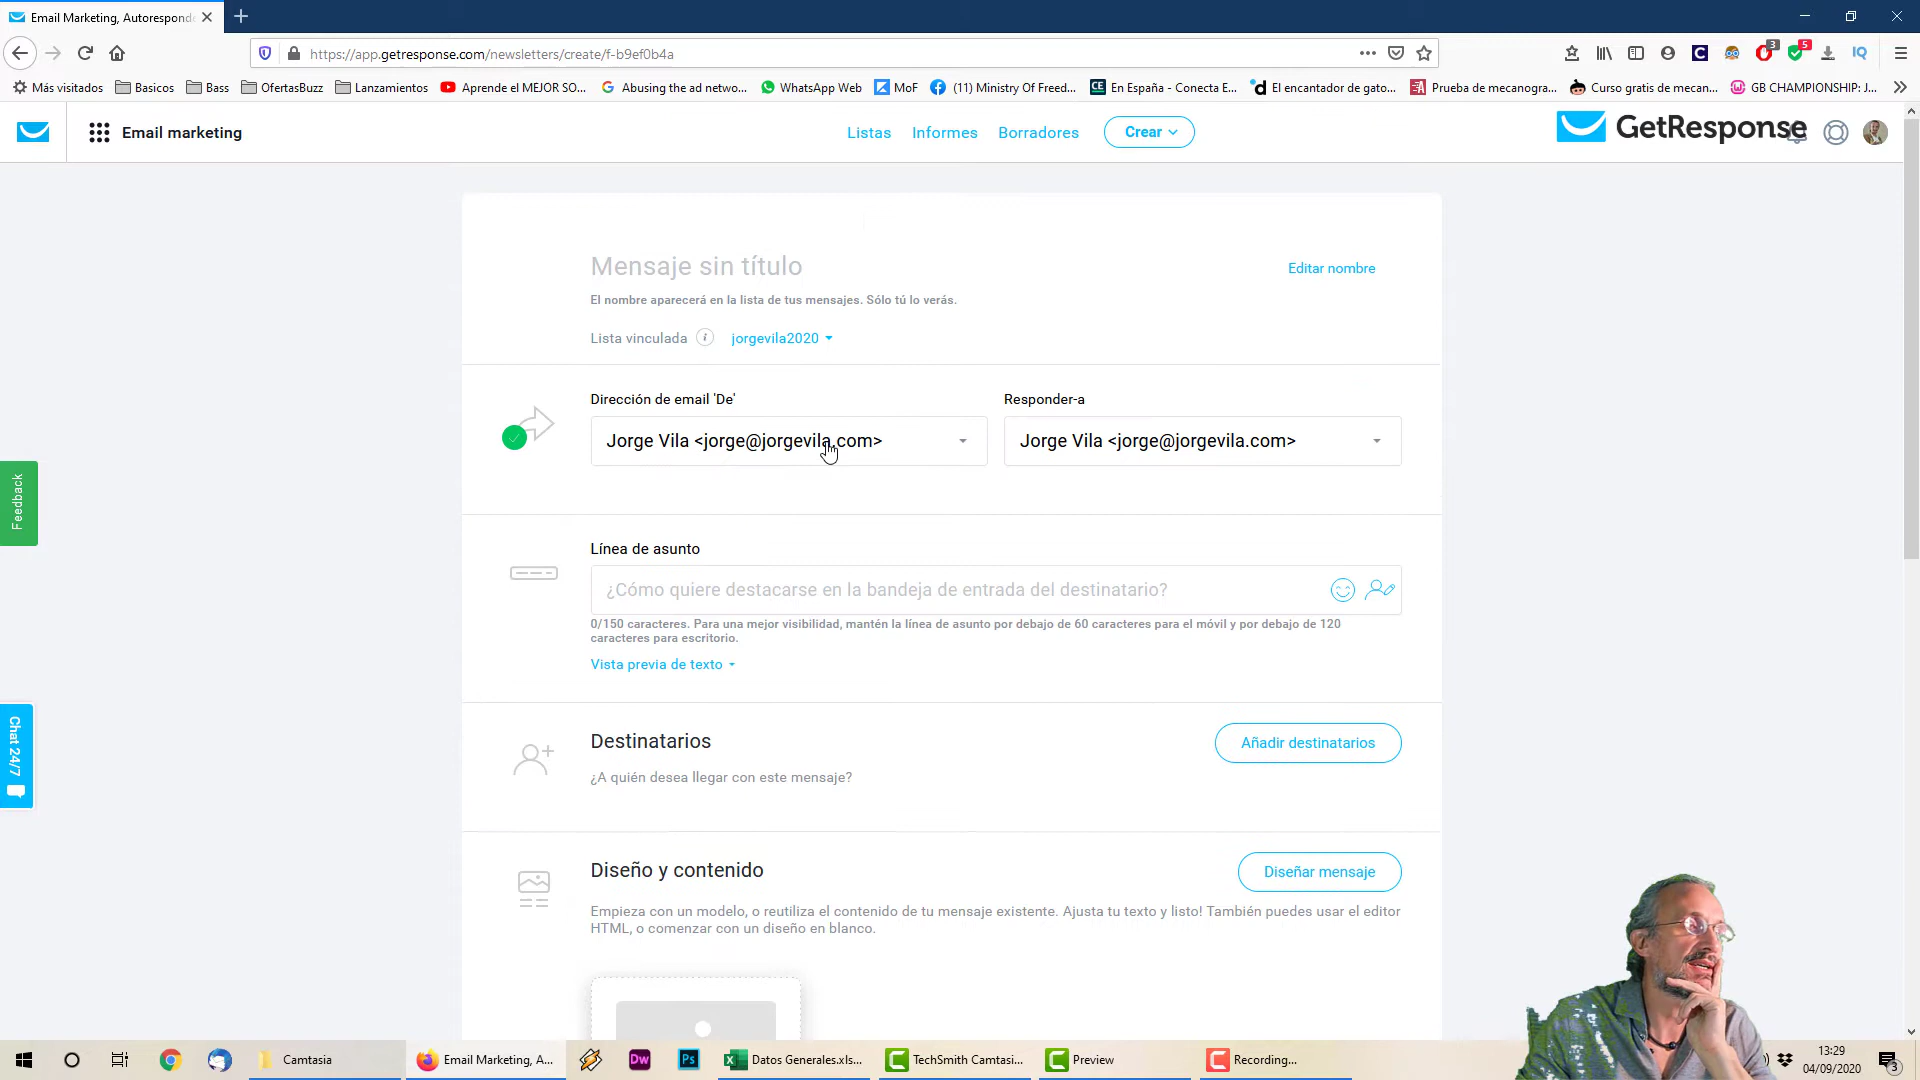 Email Marketing, Autoresponde
https://app.getresponse.com/newsletters/create/f-b9ef0b4a
3
5
IQ
Más visitados
Basicos
Bass
OfertasBuzz
Lanzamientos
Aprende el MEJOR SO...
Abusing the ad netwo...
WhatsApp Web
MoF
(11) Ministry Of Freed...
En España - Conecta E...
El encantador de gato...
Prueba de mecanogra...
Curso gratis de mecan...
GB CHAMPIONSHIP: J...
Email marketing
Listas
Informes
Borradores
Crear
GetResponse
Mensaje sin título
Editar nombre
El nombre aparecerá en la lista de tus mensajes. Sólo tú lo verás.
Lista vinculada
jorgevila2020
Dirección de email 'De'
Responder-a
Jorge Vila <jorge@jorgevila.com>
Jorge Vila <jorge@jorgevila.com>
Feedback
Línea de asunto
¿Cómo quiere destacarse en la bandeja de entrada del destinatario?
0/150 caracteres. Para una mejor visibilidad, mantén la línea de asunto por debajo de 60 caracteres para el móvil y por debajo de 120
caracteres para escritorio.
Vista previa de texto
Chat 24/7
Destinatarios
Añadir destinatarios
¿A quién desea llegar con este mensaje?
Diseño y contenido
Diseñar mensaje
Empieza con un modelo, o reutiliza el contenido de tu mensaje existente. Ajusta tu texto y listo! También puedes usar el editor
HTML, o comenzar con un diseño en blanco.
Camtasia
Email Marketing, A...
Dw
Ps
Datos Generales.xls...
TechSmith Camtasi...
Preview
Recording...
13:29
04/09/2020
3